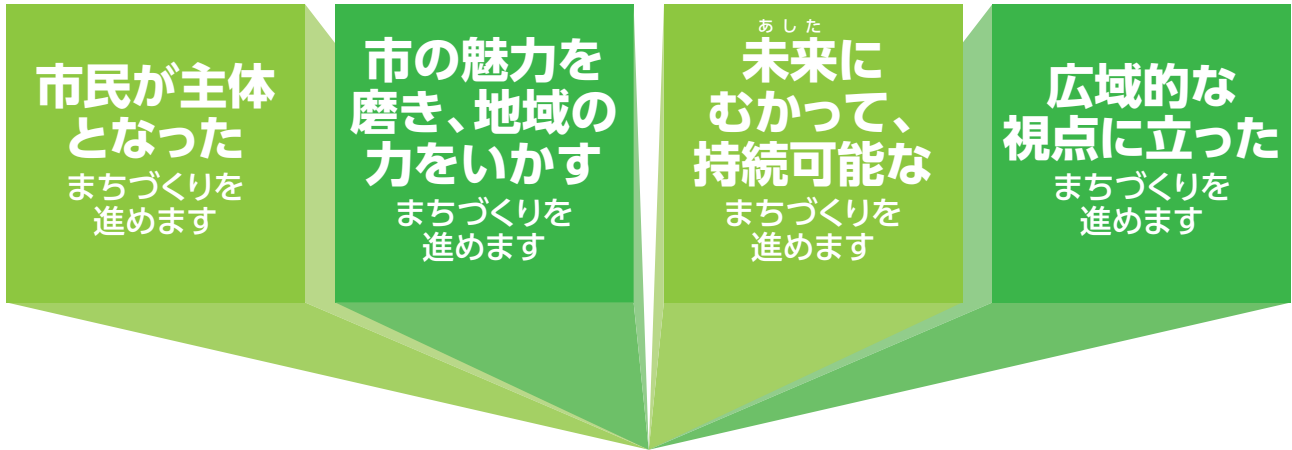 市民が主体
となった
まちづくりを
進めます
市の魅力を
磨き、地域の
力をいかす
まちづくりを
進めます
あした
未来に
むかって、
持続可能な
まちづくりを
進めます
広域的な
視点に立った
まちづくりを
進めます